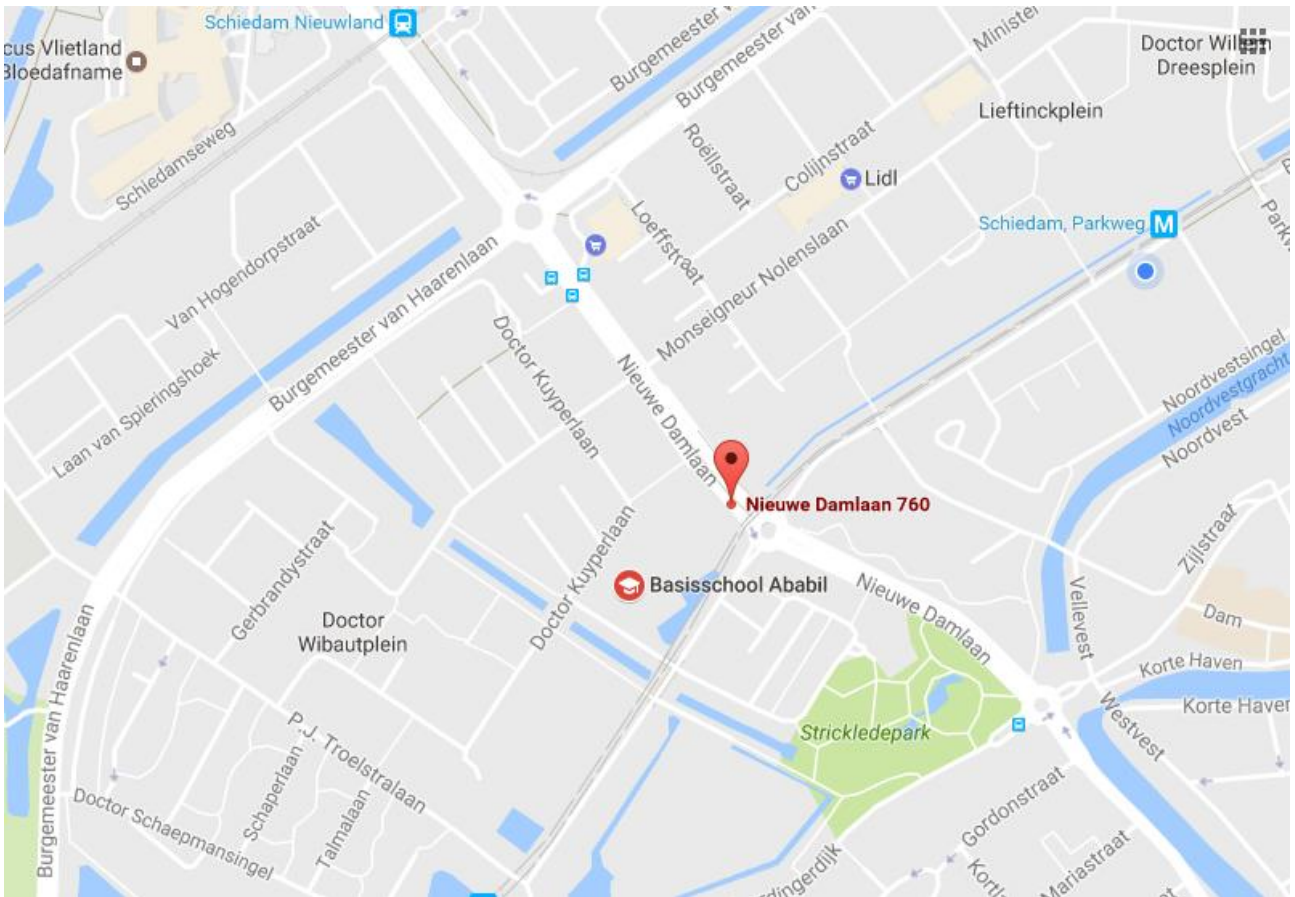 Schiedam Nieuwland
cus Vlietland
Bloedafname
Burgemeester v
Burgemeester van
Minister
Doctor Willem
Dreesplein
Lieftinckplein
Schiedamseweg
Roëllstraat
Colijnstraat
Lidl
Loeffstraat
Schiedam, Parkweg
M
Parkw
Van Hogendorpstraat
Burgemeester van Haarenlaan
Monseigneur Nolenslaan
Laan van Spieringshoek
Doctor Kuyperlaan
Nieuwe Damlaan
Noordvestsingel
Noordvestgracht
Noordvest
Nieuwe Damlaan 760
Gerbrandystraat
Doctor Kuyperlaan
Basisschool Ababil
Nieuwe Damlaan
Zijlstraat
Vellevest
Dam
Doctor
Wibautplein
Burgemeester van Haarenlaan
Korte Haven
Korte Haven
Westvest
Strickledepark
P.J. Troelstralaan
Schaperlaan
Talmalaan
Doctor Schaepmansingel
Gordonstraat
Mariastraat
dingerdijk